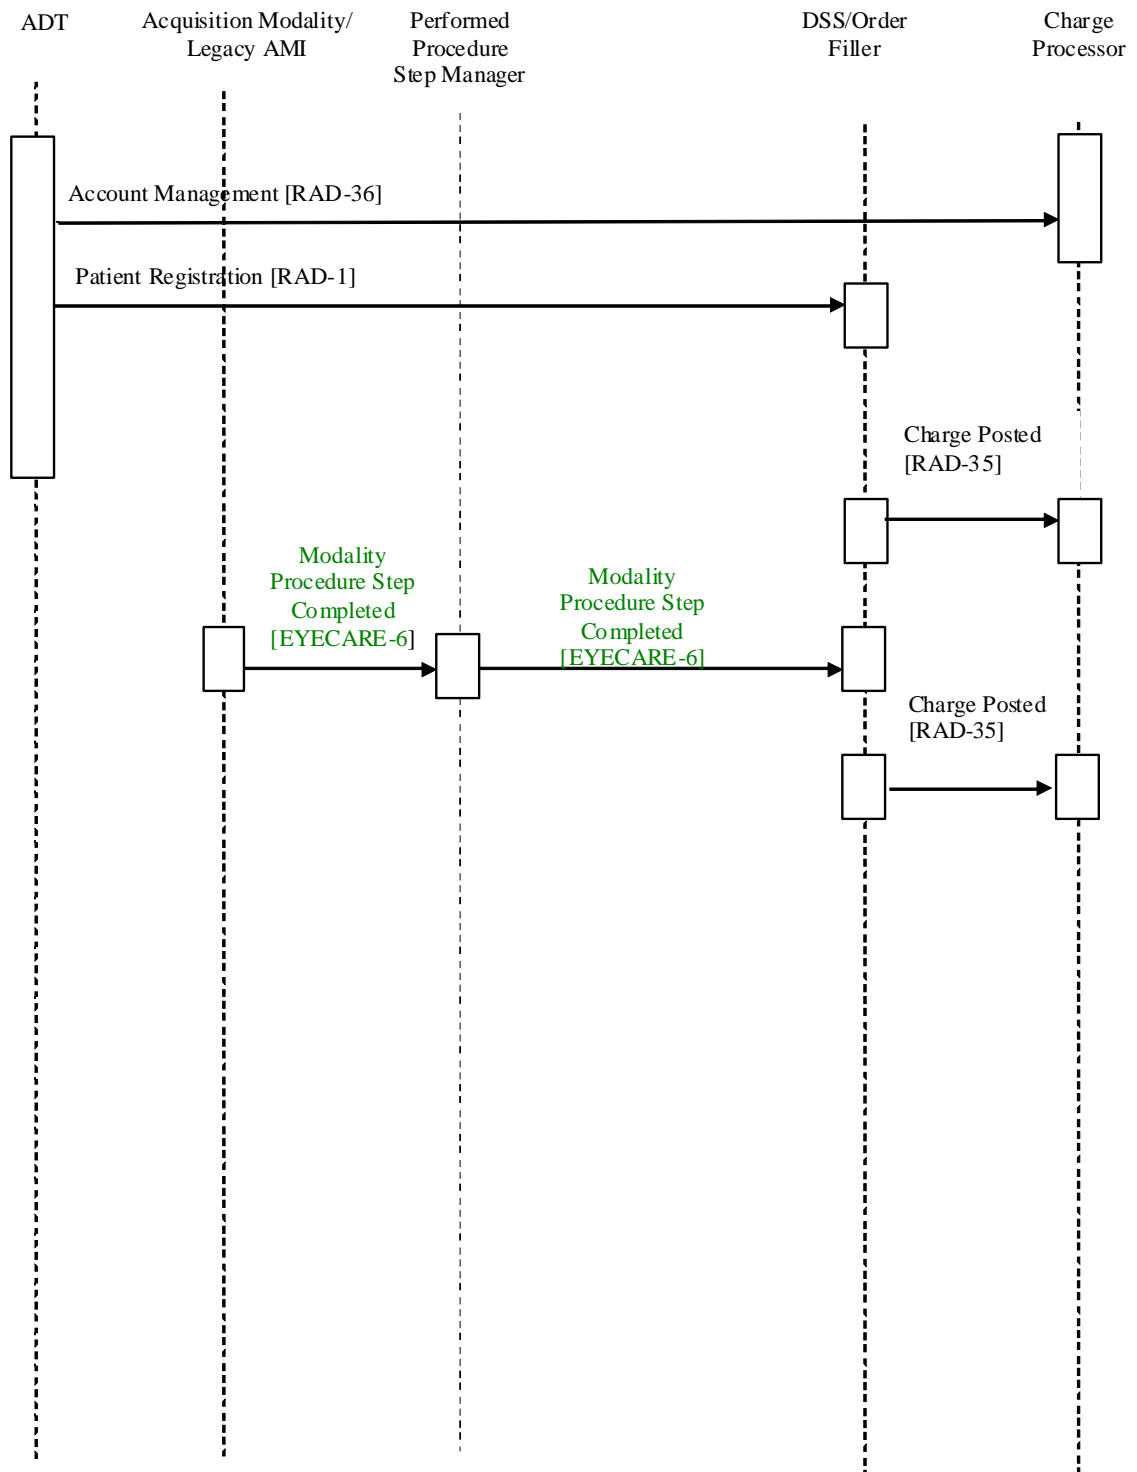 ADT
Acquisition Modality/
Legacy AMI
Performed
Procedure
Step Manager
DSS/Order
Filler
Charge
Processor
Account Management [RAD-36]
Patient Registration [RAD-1]
Charge Posted
[RAD-35]
Modality
Procedure Step
Completed
[EYECARE-6]
Modality
Procedure Step
Completed
[EYECARE-6]
Charge Posted
[RAD-35]